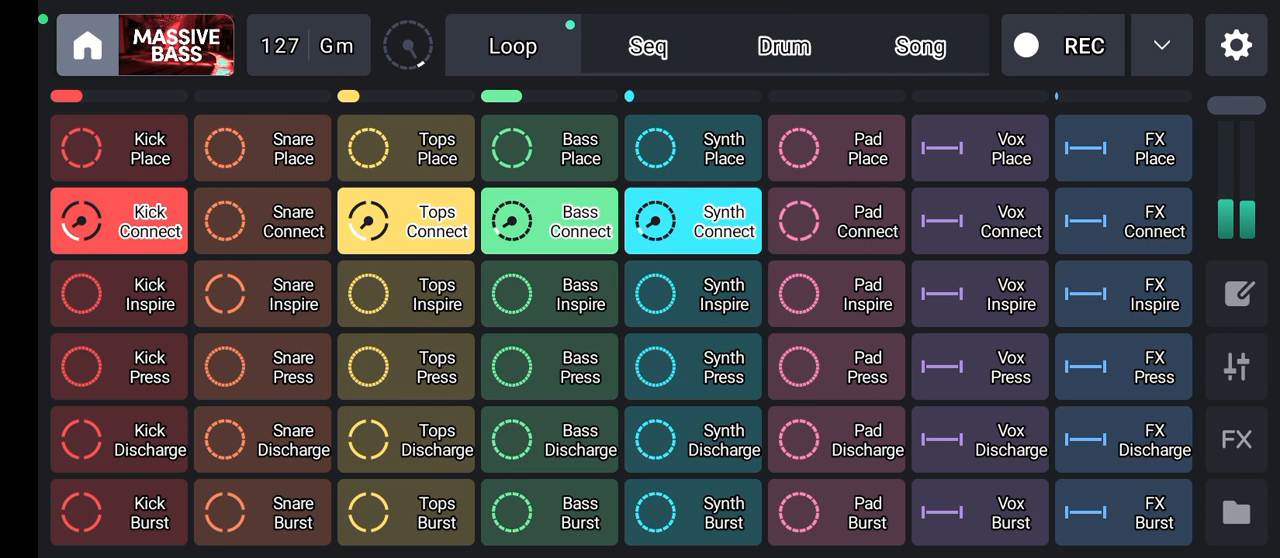 MASSIVE
BASS
127 Gm
Loop
Seq
Drum
Song
REC
Kick
Place
Snare
Place
Tops
Place
Bass
Place
Synth
Place
Pad
Place
Vox
Place
FX
Place
Kick
Connect
Snare
Connect
Tops
Connect
Bass
Connect
Synth
Connect
Pad
Connect
Vox
Connect
FX
Connect
Kick
Inspire
Snare
Inspire
Tops
Inspire
Bass
Inspire
Synth
Inspire
Pad
Inspire
Vox
Inspire
FX
Inspire
Kick
Press
Snare
Press
Tops
Press
Bass
Press
Synth
Press
Pad
Press
Vox
Press
FX
Press
Kick
Discharge
Snare
Discharge
Tops
Discharge
Bass
Discharge
Synth
Discharge
Pad
Discharge
Vox
Discharge
FX
Discharge
FX
Kick
Burst
Snare
Burst
Tops
Burst
Bass
Burst
Synth
Burst
Pad
Burst
Vox
Burst
FX
Burst